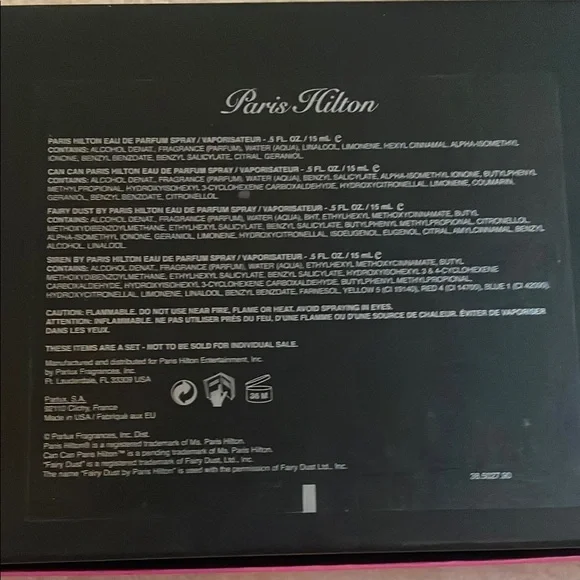 Paris Hilton
PARIS HILTON EAU DE PARFUM SPRAY / VAPORISATEUR - .5 FL. OZ. / 15 mL ℮
CONTAINS: ALCOHOL DENAT., FRAGRANCE (PARFUM), WATER (AQUA), LINALOOL, LIMONENE, HEXYL CINNAMAL, ALPHA-ISOMETHYL
IONONE, BENZYL BENZOATE, BENZYL SALICYLATE, CITRAL, GERANIOL.
CAN CAN PARIS HILTON EAU DE PARFUM SPRAY / VAPORISATEUR - .5 FL. OZ. / 15 mL ℮
CONTAINS: ALCOHOL DENAT., FRAGRANCE (PARFUM), WATER (AQUA), BENZYL SALICYLATE, ALPHA-ISOMETHYL IONONE, BUTYLPHENYL
METHYLPROPIONAL, HYDROXYISOHEXYL 3-CYCLOHEXENE CARBOXALDEHYDE, HYDROXYCITRONELLAL, LIMONENE, COUMARIN,
GERANIOL, BENZYL BENZOATE, CITRONELLOL.
FAIRY DUST BY PARIS HILTON EAU DE PARFUM SPRAY / VAPORISATEUR - .5 FL. OZ. / 15 mL ℮
CONTAINS: ALCOHOL DENAT., FRAGRANCE (PARFUM), WATER (AQUA), BHT, ETHYLHEXYL METHOXYCINNAMATE, BUTYL
METHOXYDIBENZOYLMETHANE, ETHYLHEXYL SALICYLATE, BENZYL SALICYLATE, BUTYLPHENYL METHYLPROPIONAL, CITRONELLOL,
ALPHA-ISOMETHYL IONONE, GERANIOL, LIMONENE, HYDROXYCITRONELLAL, ISOEUGENOL, EUGENOL, CITRAL, AMYL CINNAMAL, BENZYL
ALCOHOL, LINALOOL.
SIREN BY PARIS HILTON EAU DE PARFUM SPRAY / VAPORISATEUR - .5 FL. OZ. / 15 mL ℮
CONTAINS: ALCOHOL DENAT., FRAGRANCE (PARFUM), WATER (AQUA), ETHYLHEXYL METHOXYCINNAMATE, BUTYL
METHOXYDIBENZOYLMETHANE, ETHYLHEXYL SALICYLATE, BENZYL SALICYLATE, HYDROXYISOHEXYL 3 & 4-CYCLOHEXENE
CARBOXALDEHYDE, HYDROXYISOHEXYL 3-CYCLOHEXENE CARBOXALDEHYDE, BUTYLPHENYL METHYLPROPIONAL,
HYDROXYCITRONELLAL, LIMONENE, LINALOOL, BENZYL BENZOATE, FARNESOL, YELLOW 5 (CI 19140), RED 4 (CI 14700), BLUE 1 (CI 42090).
CAUTION: FLAMMABLE. DO NOT USE NEAR FIRE, FLAME OR HEAT. AVOID SPRAYING IN EYES.
ATTENTION: INFLAMMABLE. NE PAS UTILISER PRÈS DU FEU, D'UNE FLAMME OU D'UNE SOURCE DE CHALEUR. ÉVITER DE VAPORISER
DANS LES YEUX.
THESE ITEMS ARE A SET - NOT TO BE SOLD FOR INDIVIDUAL SALE.
Manufactured and distributed for Paris Hilton Entertainment, Inc.
by Parlux Fragrances, Inc.
Ft. Lauderdale, FL 33309 USA
Parlux, S.A.
92110 Clichy, France
Made in USA / Fabriqué aux EU
36 M
© Parlux Fragrances, Inc. Dist.
Paris Hilton® is a registered trademark of Ms. Paris Hilton.
Can Can Paris Hilton™ is a pending trademark of Ms. Paris Hilton.
"Fairy Dust" is a registered trademark of Fairy Dust, Ltd., Inc.
The name "Fairy Dust by Paris Hilton" is used with the permission of Fairy Dust Ltd., Inc.
36.5027.90